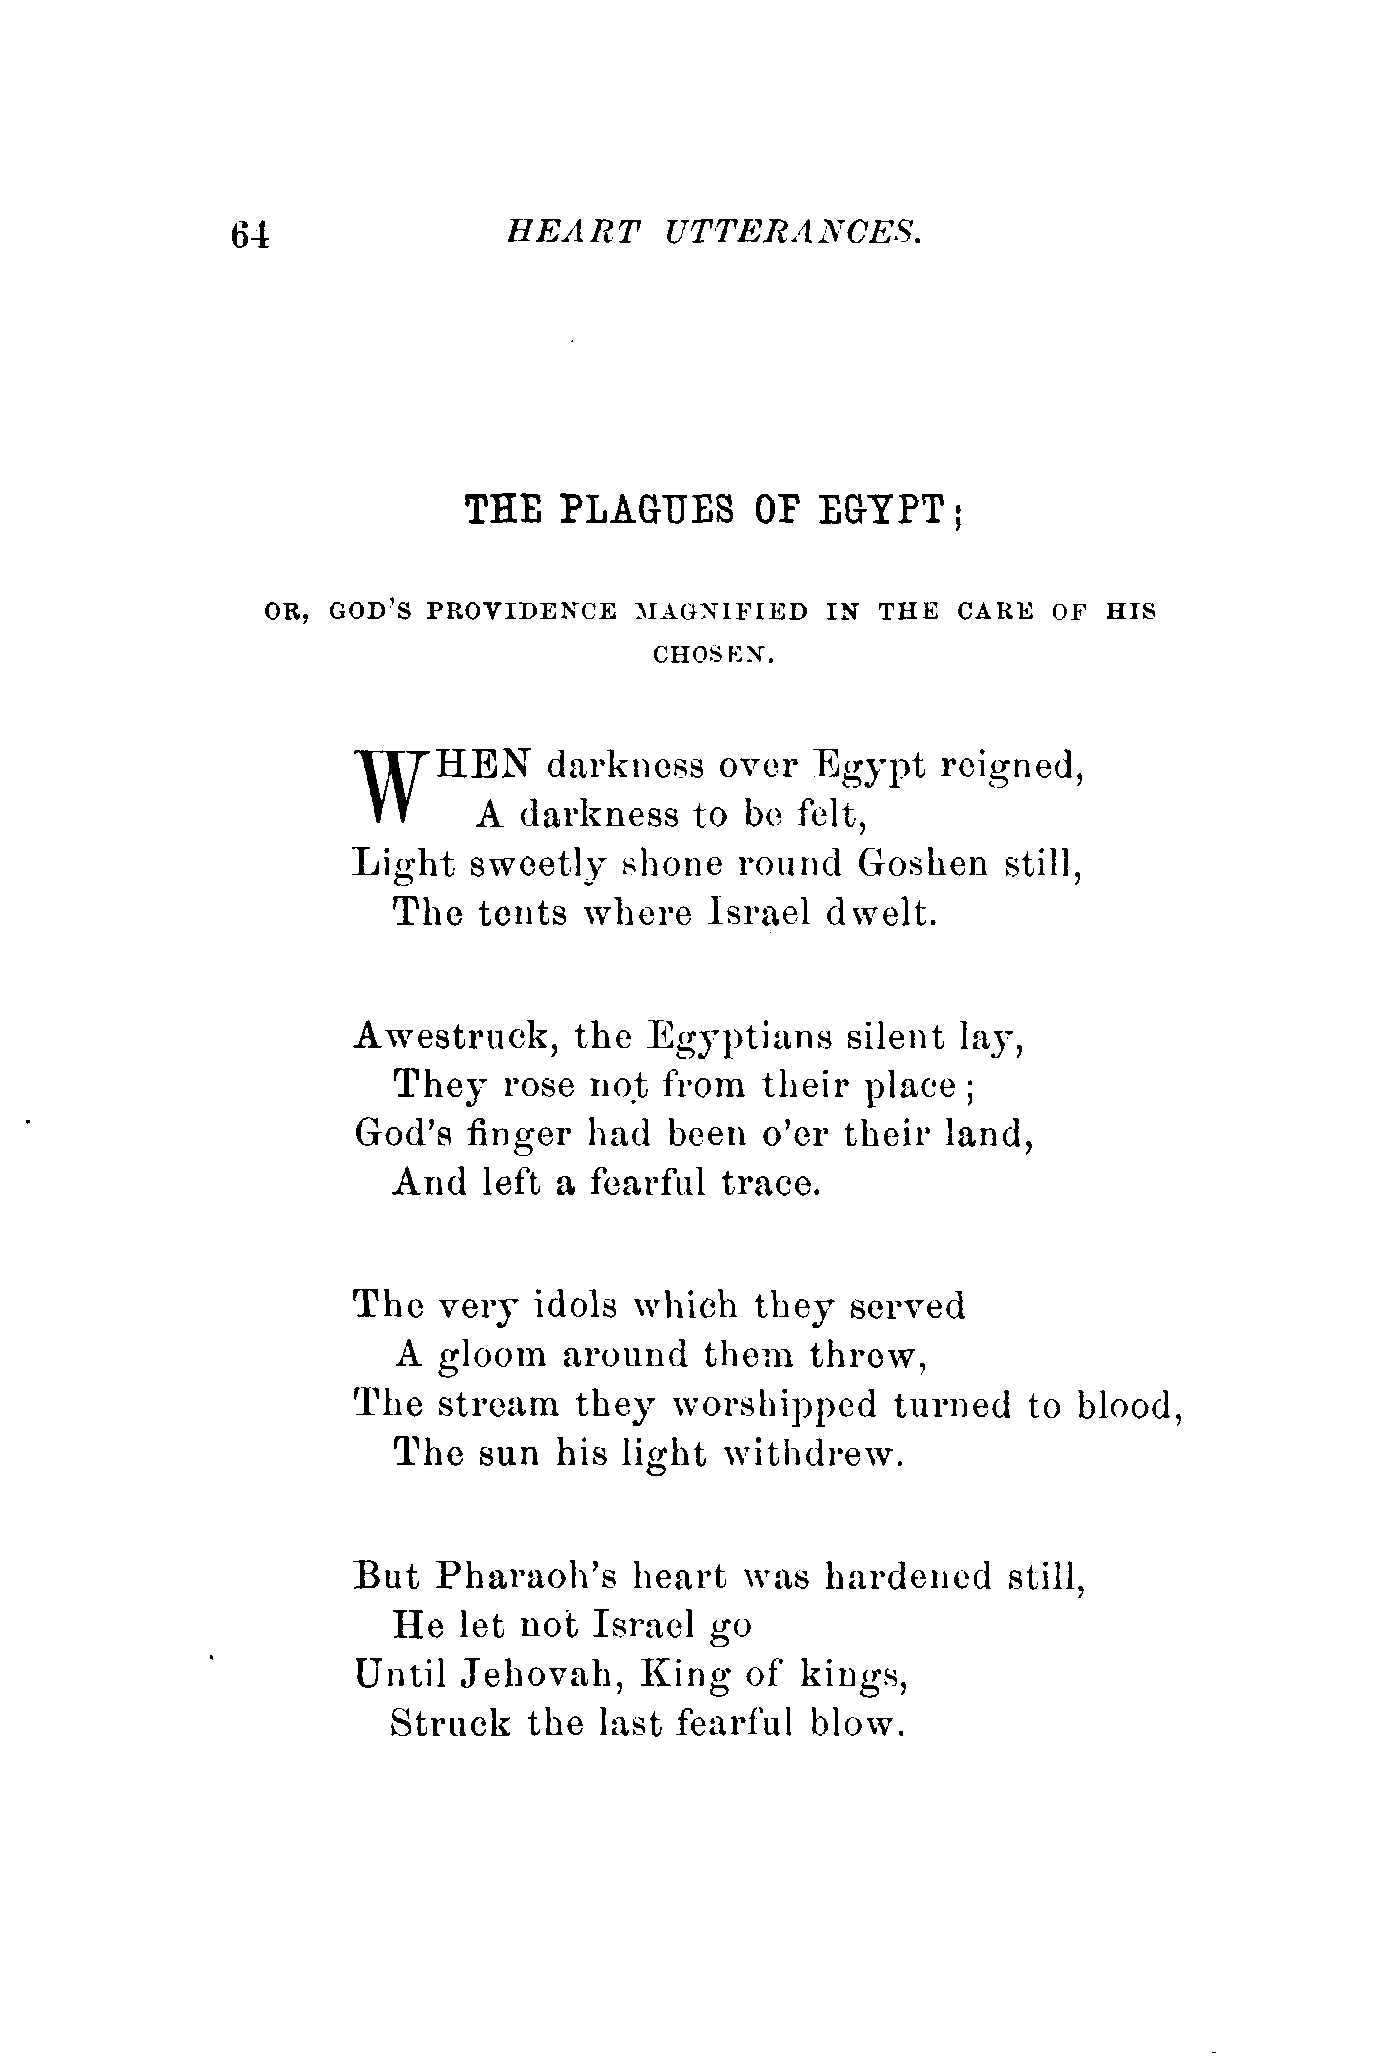 64 HEART UTTERANCES.
THE PLAGUES OF EGYPT;
OR, GOD'S PROVIDENCE MAGNIFIED IN THE CARE OF HIS
CHOSEN.
WHEN darkness over Egypt reigned,
A darkness to be felt,
Light sweetly shone round Goshen still,
The tents where Israel dwelt.
Awestruck, the Egyptians silent lay,
They rose not from their place;
God's finger had been o'er their land,
And left a fearful trace.
The very idols which they served
A gloom around them threw,
The stream they worshipped turned to blood,
The sun his light withdrew.
But Pharaoh's heart was hardened still,
He let not Israel go
Until Jehovah, King of kings,
Struck the last fearful blow.